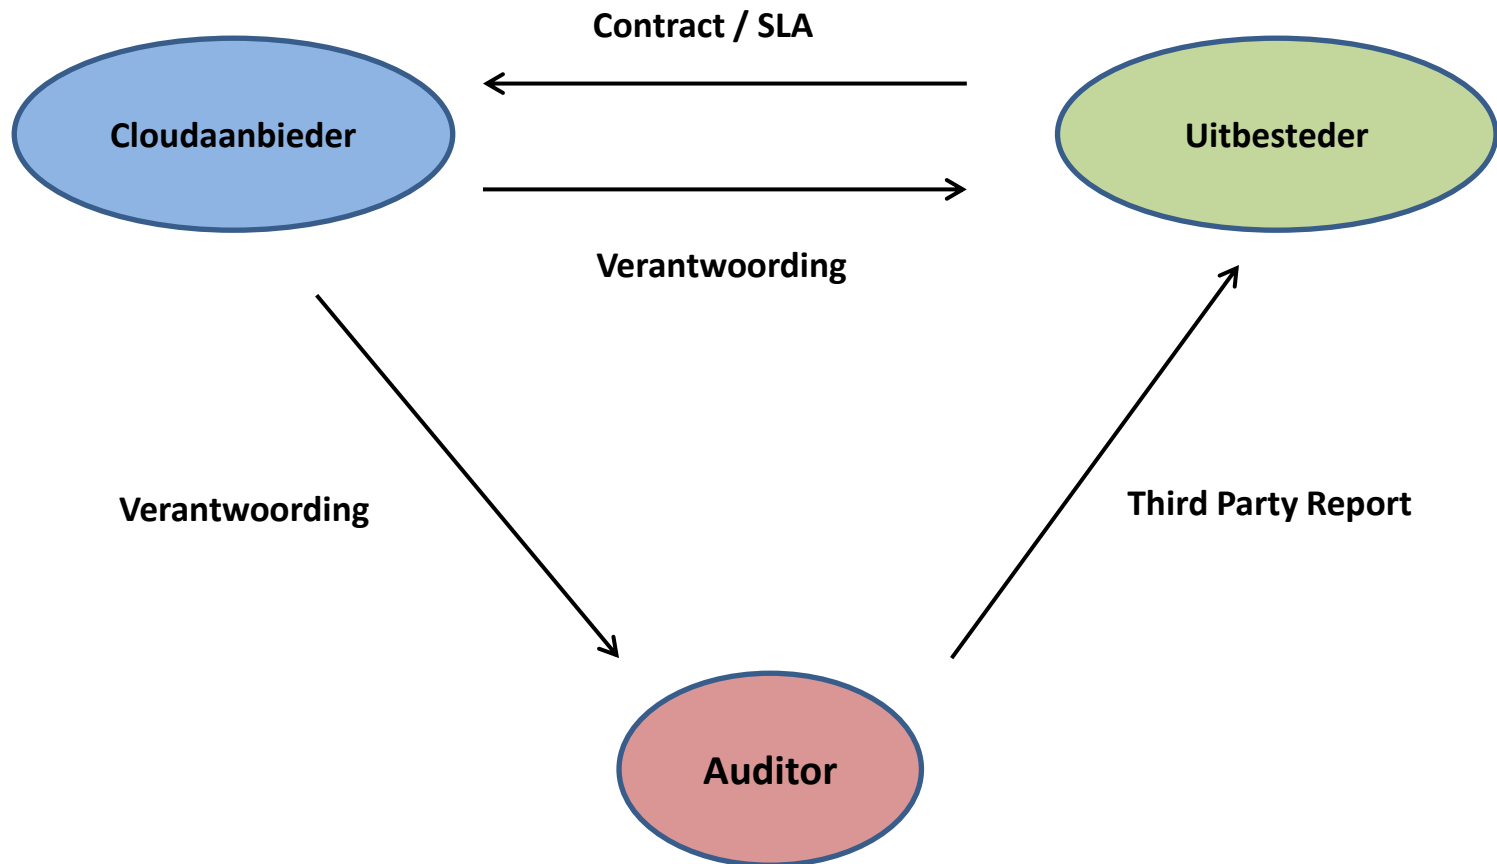 Contract / SLA
Cloudaanbieder
Uitbesteder
Verantwoording
Verantwoording
Third Party Report
Auditor